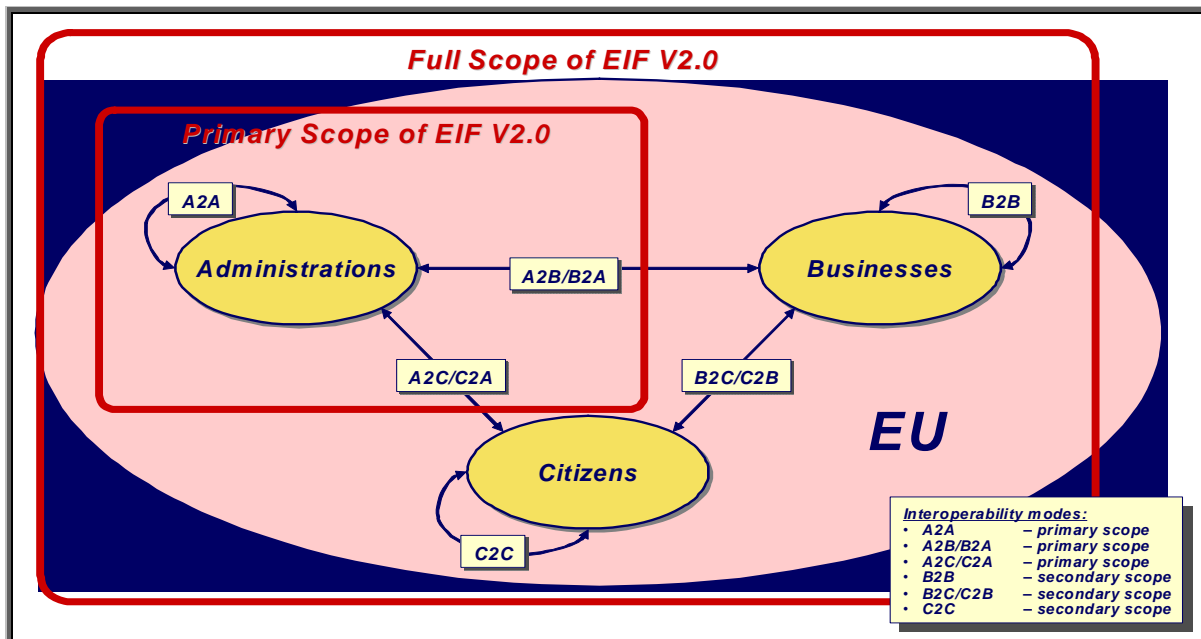 Full Scope of EIF V2.0
Primary Scope of EIF V2.0
A2A
B2B
Administrations
A2B/B2A
Businesses
A2C/C2A
B2C/C2B
EU
Citizens
C2C
Interoperability modes:
• A2A – primary scope
• A2B/B2A – primary scope
• A2C/C2A – primary scope
• B2B – secondary scope
• B2C/C2B – secondary scope
• C2C – secondary scope